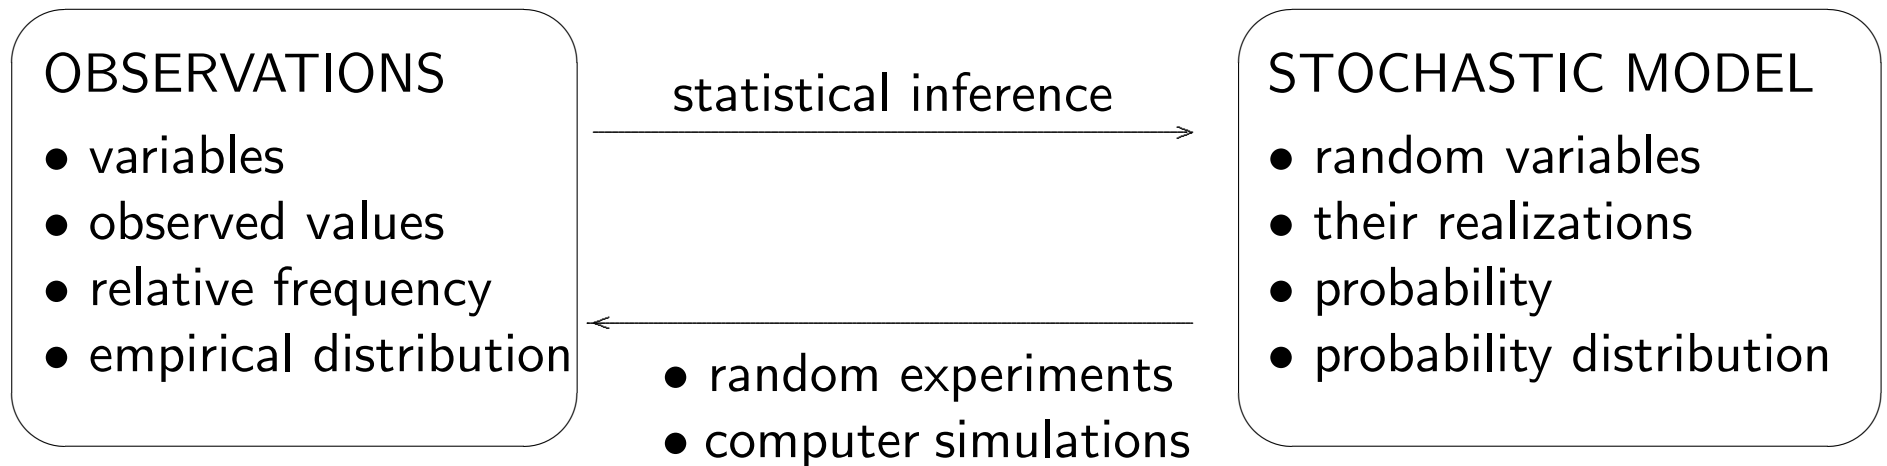 OBSERVATIONS
• variables
• observed values
• relative frequency
• empirical distribution
statistical inference
• random experiments
• computer simulations
STOCHASTIC MODEL
• random variables
• their realizations
• probability
• probability distribution